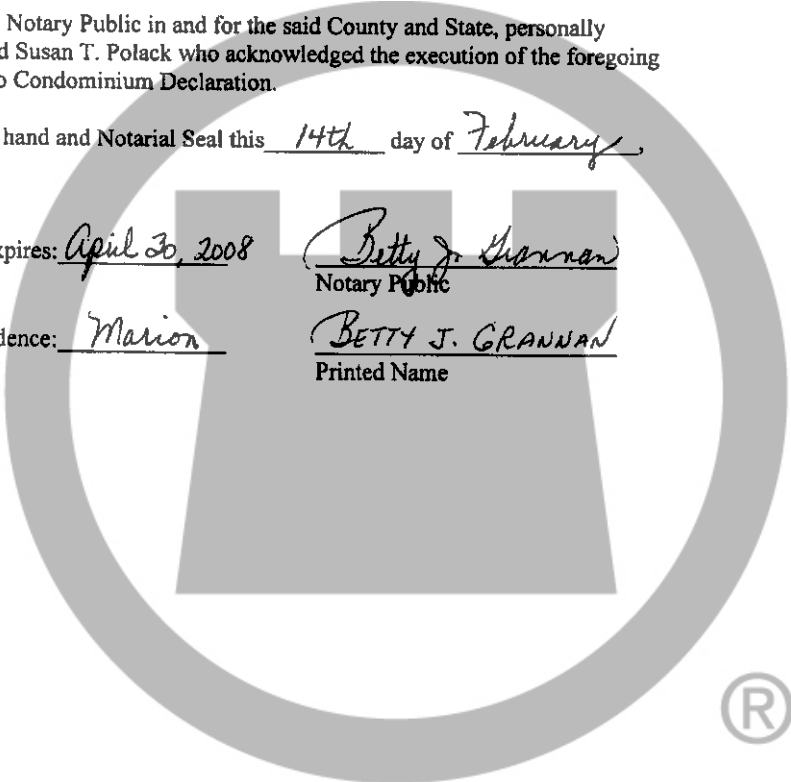 Notary Public in and for the said County and State, personally
d Susan T. Polack who acknowledged the execution of the foregoing
o Condominium Declaration.
hand and Notarial Seal this 14th day of February,
xpires: April 30, 2008 Betty J. Grannan
Notary Public
dence: Marion BETTY J. GRANNAN
Printed Name
®